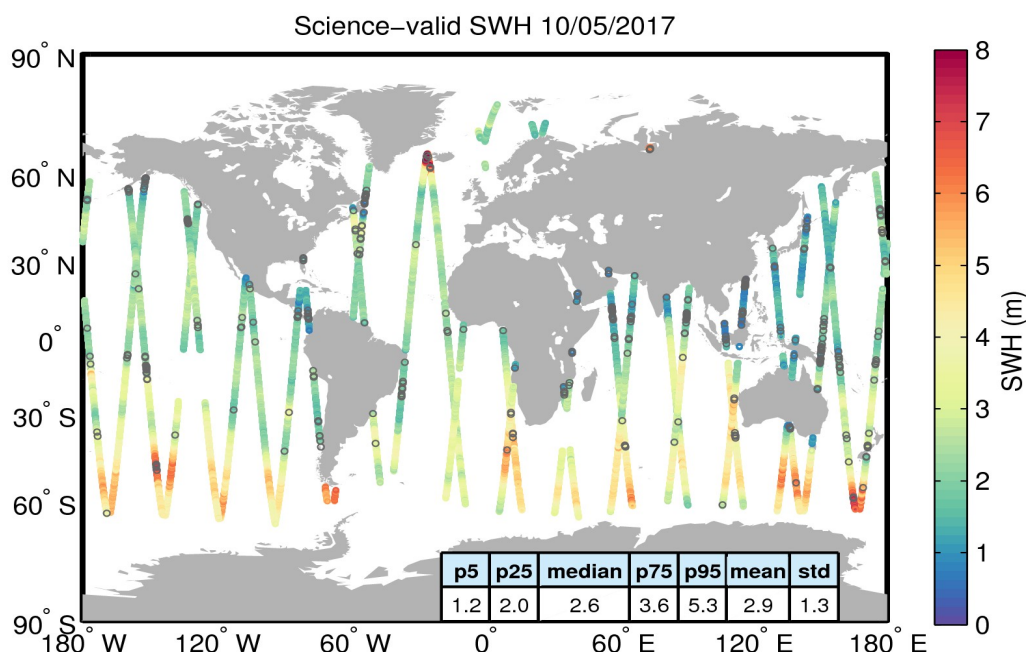 Science−valid SWH 10/05/2017
90° N
60° N
30° N
0°
30° S
60° S
90° S
180° W 120° W 60° W 0° 60° E 120° E 180° E
p5 p25 median p75 p95 mean std
1.2 2.0 2.6 3.6 5.3 2.9 1.3
8
7
6
5
4
3
2
1
0
SWH (m)